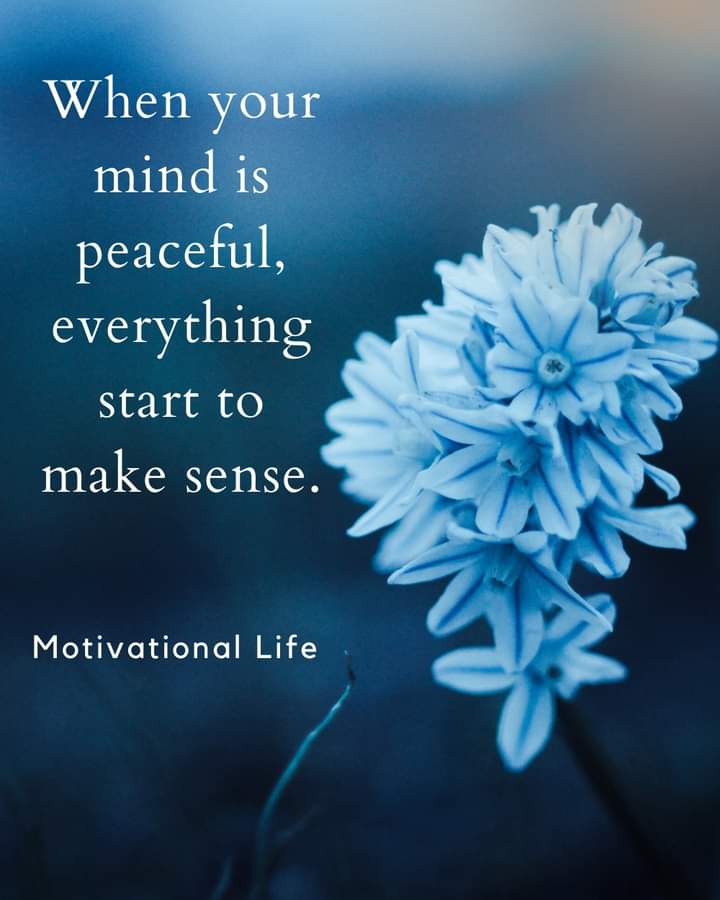 When your
mind is
peaceful,
everything
start to
make sense.
Motivational Life